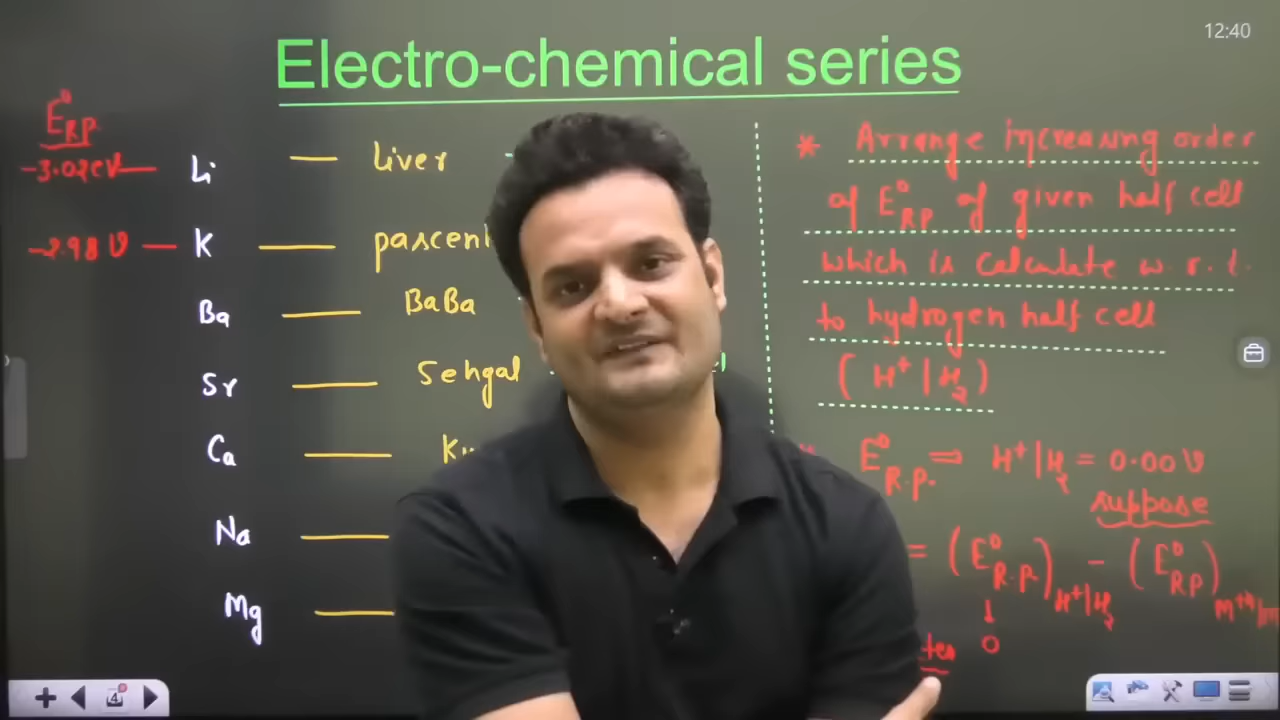 12:40
Electro-chemical series
E°RP
-3.02eV — Li — Liver
-2.98 V — K — pascent
Ba — BaBa
Sr — Sehgal
Ca —
Na —
Mg —
* Arrange increasing order
of E°RP of given half cell
which is calculate w.r.t.
to hydrogen half cell
(H⁺|H₂)
E°R.P. ⇒ H⁺|H₂ = 0.00 V
suppose
= (E°R.P.)H⁺|H₂ - (E°RP)
↓
0
4